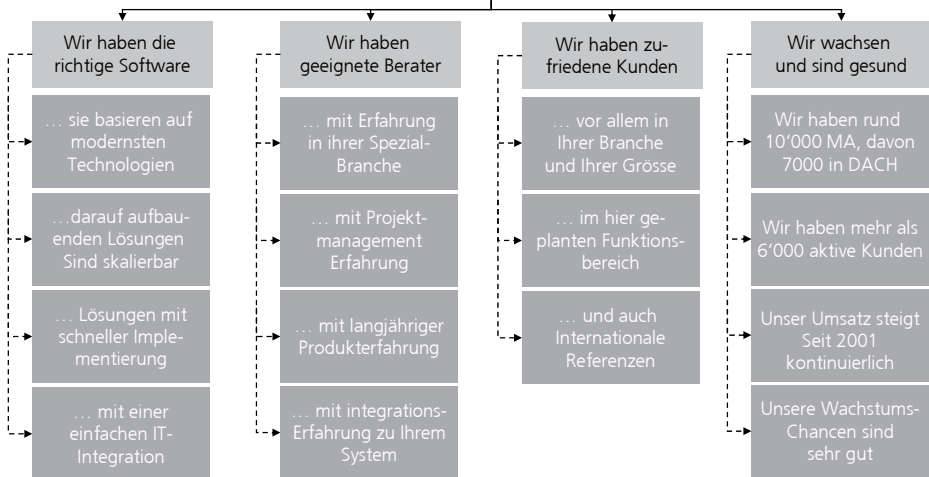 Wir haben die
richtige Software
… sie basieren auf
modernsten
Technologien
…darauf aufbau-
enden Lösungen
Sind skalierbar
… Lösungen mit
schneller Imple-
mentierung
… mit einer
einfachen IT-
Integration
Wir haben
geeignete Berater
… mit Erfahrung
in ihrer Spezial-
Branche
… mit Projekt-
management
Erfahrung
… mit langjähriger
Produkterfahrung
… mit integrations-
Erfahrung zu Ihrem
System
Wir haben zu-
friedene Kunden
… vor allem in
Ihrer Branche
und Ihrer Grösse
… im hier ge-
planten Funktions-
bereich
… und auch
Internationale
Referenzen
Wir wachsen
und sind gesund
Wir haben rund
10’000 MA, davon
7000 in DACH
Wir haben mehr als
6’000 aktive Kunden
Unser Umsatz steigt
Seit 2001
kontinuierlich
Unsere Wachstums-
Chancen sind
sehr gut